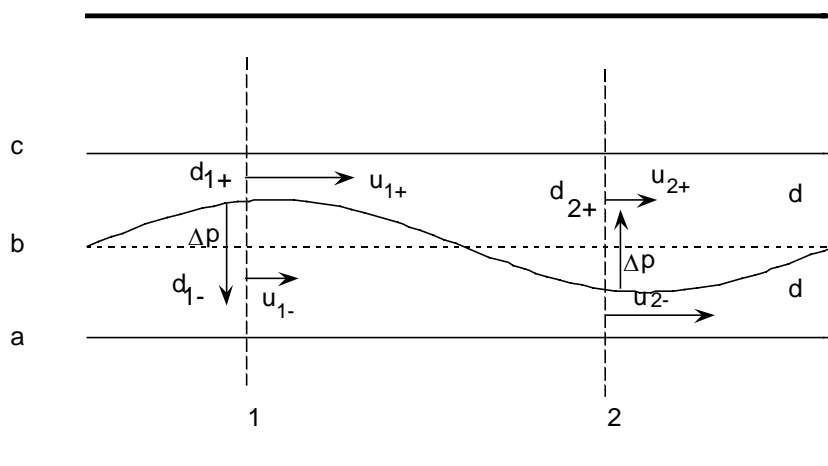 c
d1+ u1+ d2+ u2+ d
b Δp Δp
d1- u1- u2- d
a
1 2